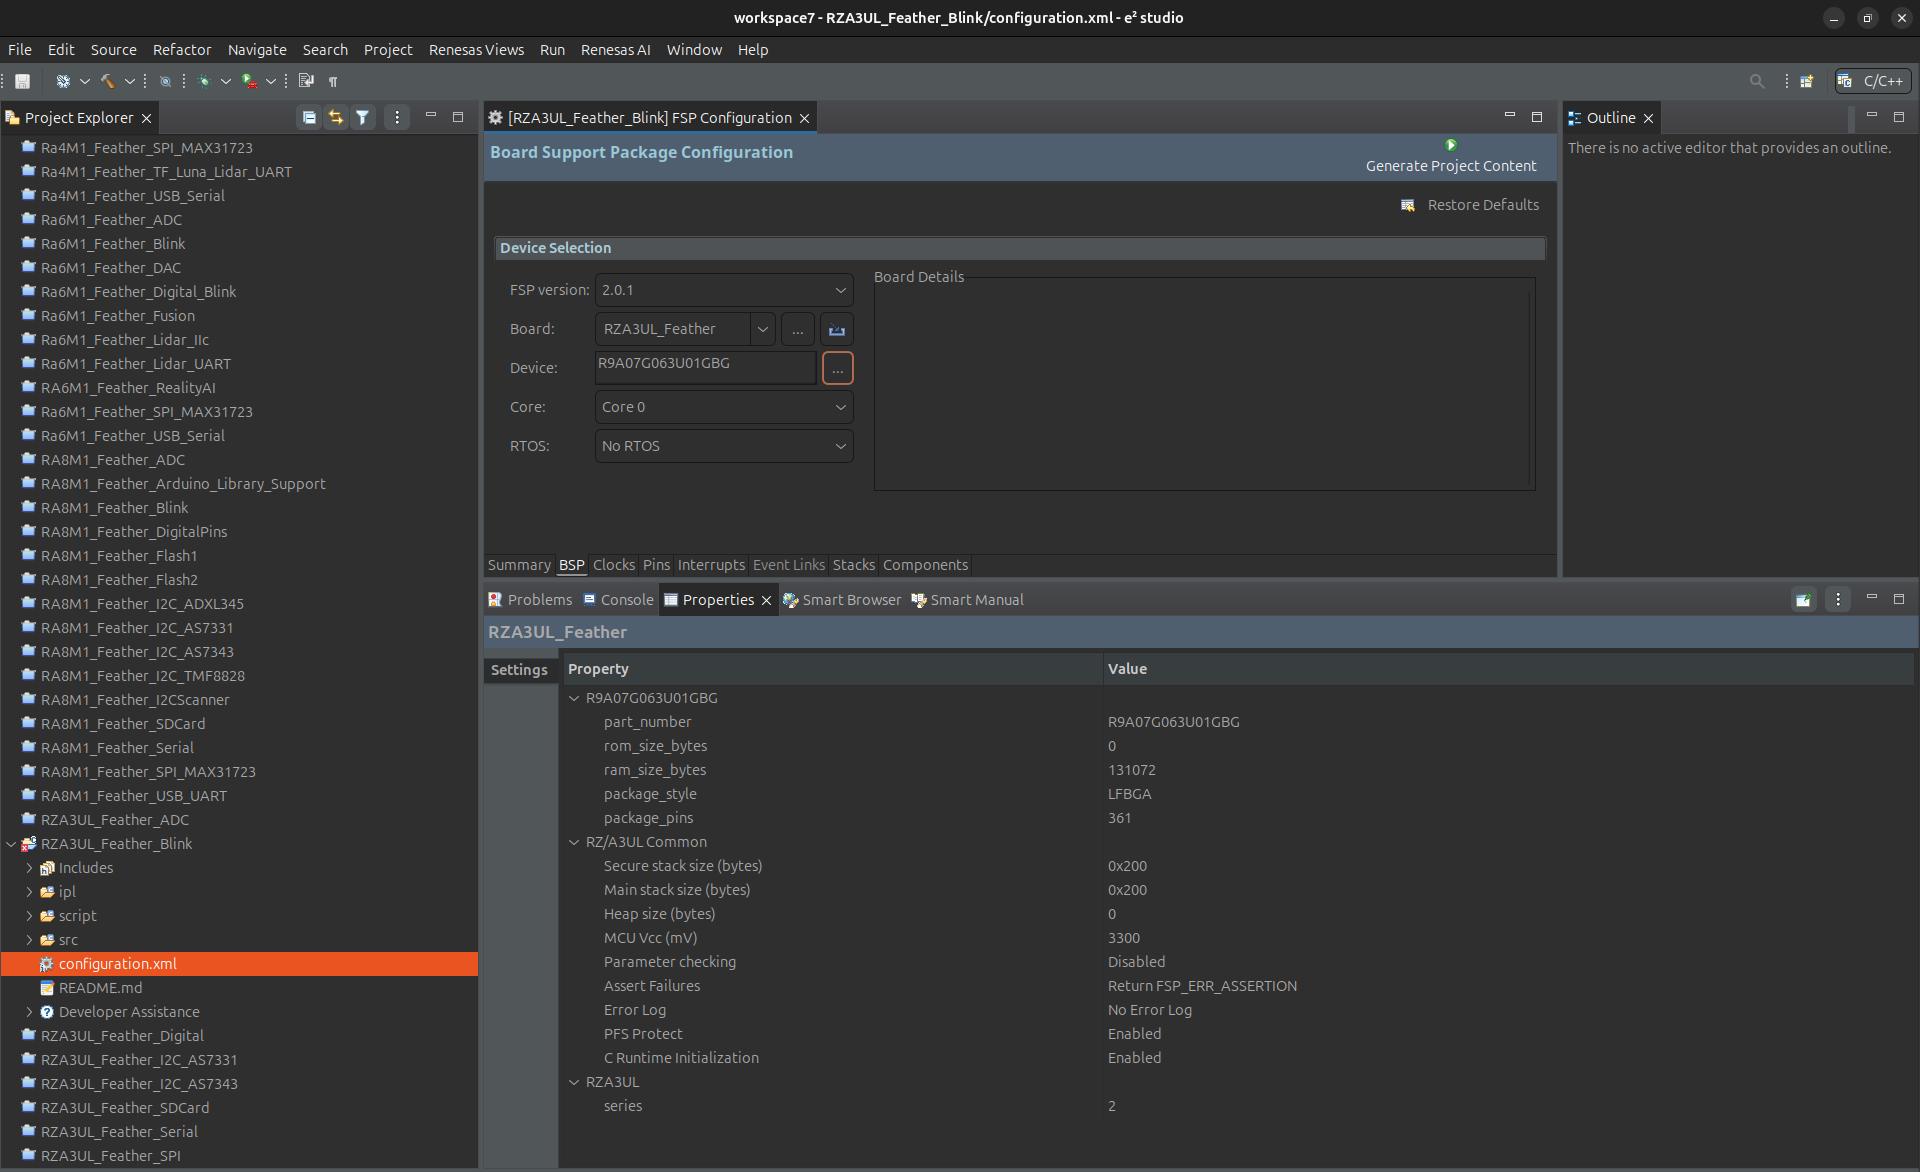 workspace7 - RZA3UL_Feather_Blink/configuration.xml - e² studio
File Edit Source Refactor Navigate Search Project Renesas Views Run Renesas AI Window Help
C/C++
Project Explorer
Ra4M1_Feather_SPI_MAX31723
Ra4M1_Feather_TF_Luna_Lidar_UART
Ra4M1_Feather_USB_Serial
Ra6M1_Feather_ADC
Ra6M1_Feather_Blink
Ra6M1_Feather_DAC
Ra6M1_Feather_Digital_Blink
Ra6M1_Feather_Fusion
Ra6M1_Feather_Lidar_IIc
Ra6M1_Feather_Lidar_UART
RA6M1_Feather_RealityAI
Ra6M1_Feather_SPI_MAX31723
Ra6M1_Feather_USB_Serial
RA8M1_Feather_ADC
RA8M1_Feather_Arduino_Library_Support
RA8M1_Feather_Blink
RA8M1_Feather_DigitalPins
RA8M1_Feather_Flash1
RA8M1_Feather_Flash2
RA8M1_Feather_I2C_ADXL345
RA8M1_Feather_I2C_AS7331
RA8M1_Feather_I2C_AS7343
RA8M1_Feather_I2C_TMF8828
RA8M1_Feather_I2CScanner
RA8M1_Feather_SDCard
RA8M1_Feather_Serial
RA8M1_Feather_SPI_MAX31723
RA8M1_Feather_USB_UART
RZA3UL_Feather_ADC
RZA3UL_Feather_Blink
Includes
ipl
script
src
configuration.xml
README.md
Developer Assistance
RZA3UL_Feather_Digital
RZA3UL_Feather_I2C_AS7331
RZA3UL_Feather_I2C_AS7343
RZA3UL_Feather_SDCard
RZA3UL_Feather_Serial
RZA3UL_Feather_SPI
[RZA3UL_Feather_Blink] FSP Configuration
Board Support Package Configuration
Generate Project Content
Restore Defaults
Device Selection
FSP version: 2.0.1
Board: RZA3UL_Feather ...
Device: R9A07G063U01GBG ...
Core: Core 0
RTOS: No RTOS
Board Details
Summary BSP Clocks Pins Interrupts Event Links Stacks Components
Outline
There is no active editor that provides an outline.
Problems Console Properties Smart Browser Smart Manual
RZA3UL_Feather
Settings
Property Value
R9A07G063U01GBG
part_number R9A07G063U01GBG
rom_size_bytes 0
ram_size_bytes 131072
package_style LFBGA
package_pins 361
RZ/A3UL Common
Secure stack size (bytes) 0x200
Main stack size (bytes) 0x200
Heap size (bytes) 0
MCU Vcc (mV) 3300
Parameter checking Disabled
Assert Failures Return FSP_ERR_ASSERTION
Error Log No Error Log
PFS Protect Enabled
C Runtime Initialization Enabled
RZA3UL
series 2